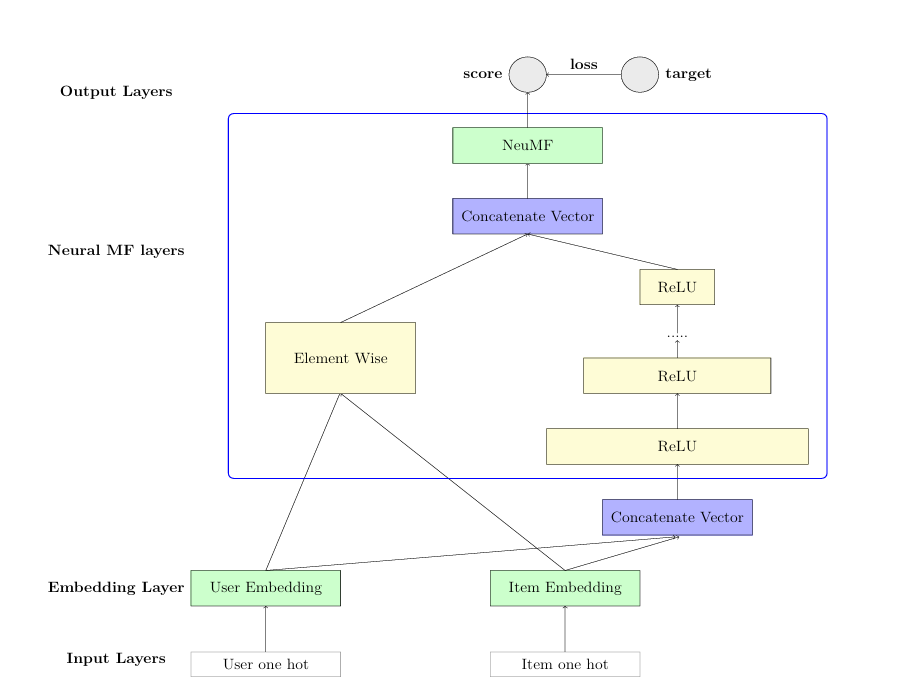 score
loss
target
Output Layers
NeuMF
Concatenate Vector
Neural MF layers
ReLU
.....
Element Wise
ReLU
ReLU
Concatenate Vector
Embedding Layer
User Embedding
Item Embedding
Input Layers
User one hot
Item one hot